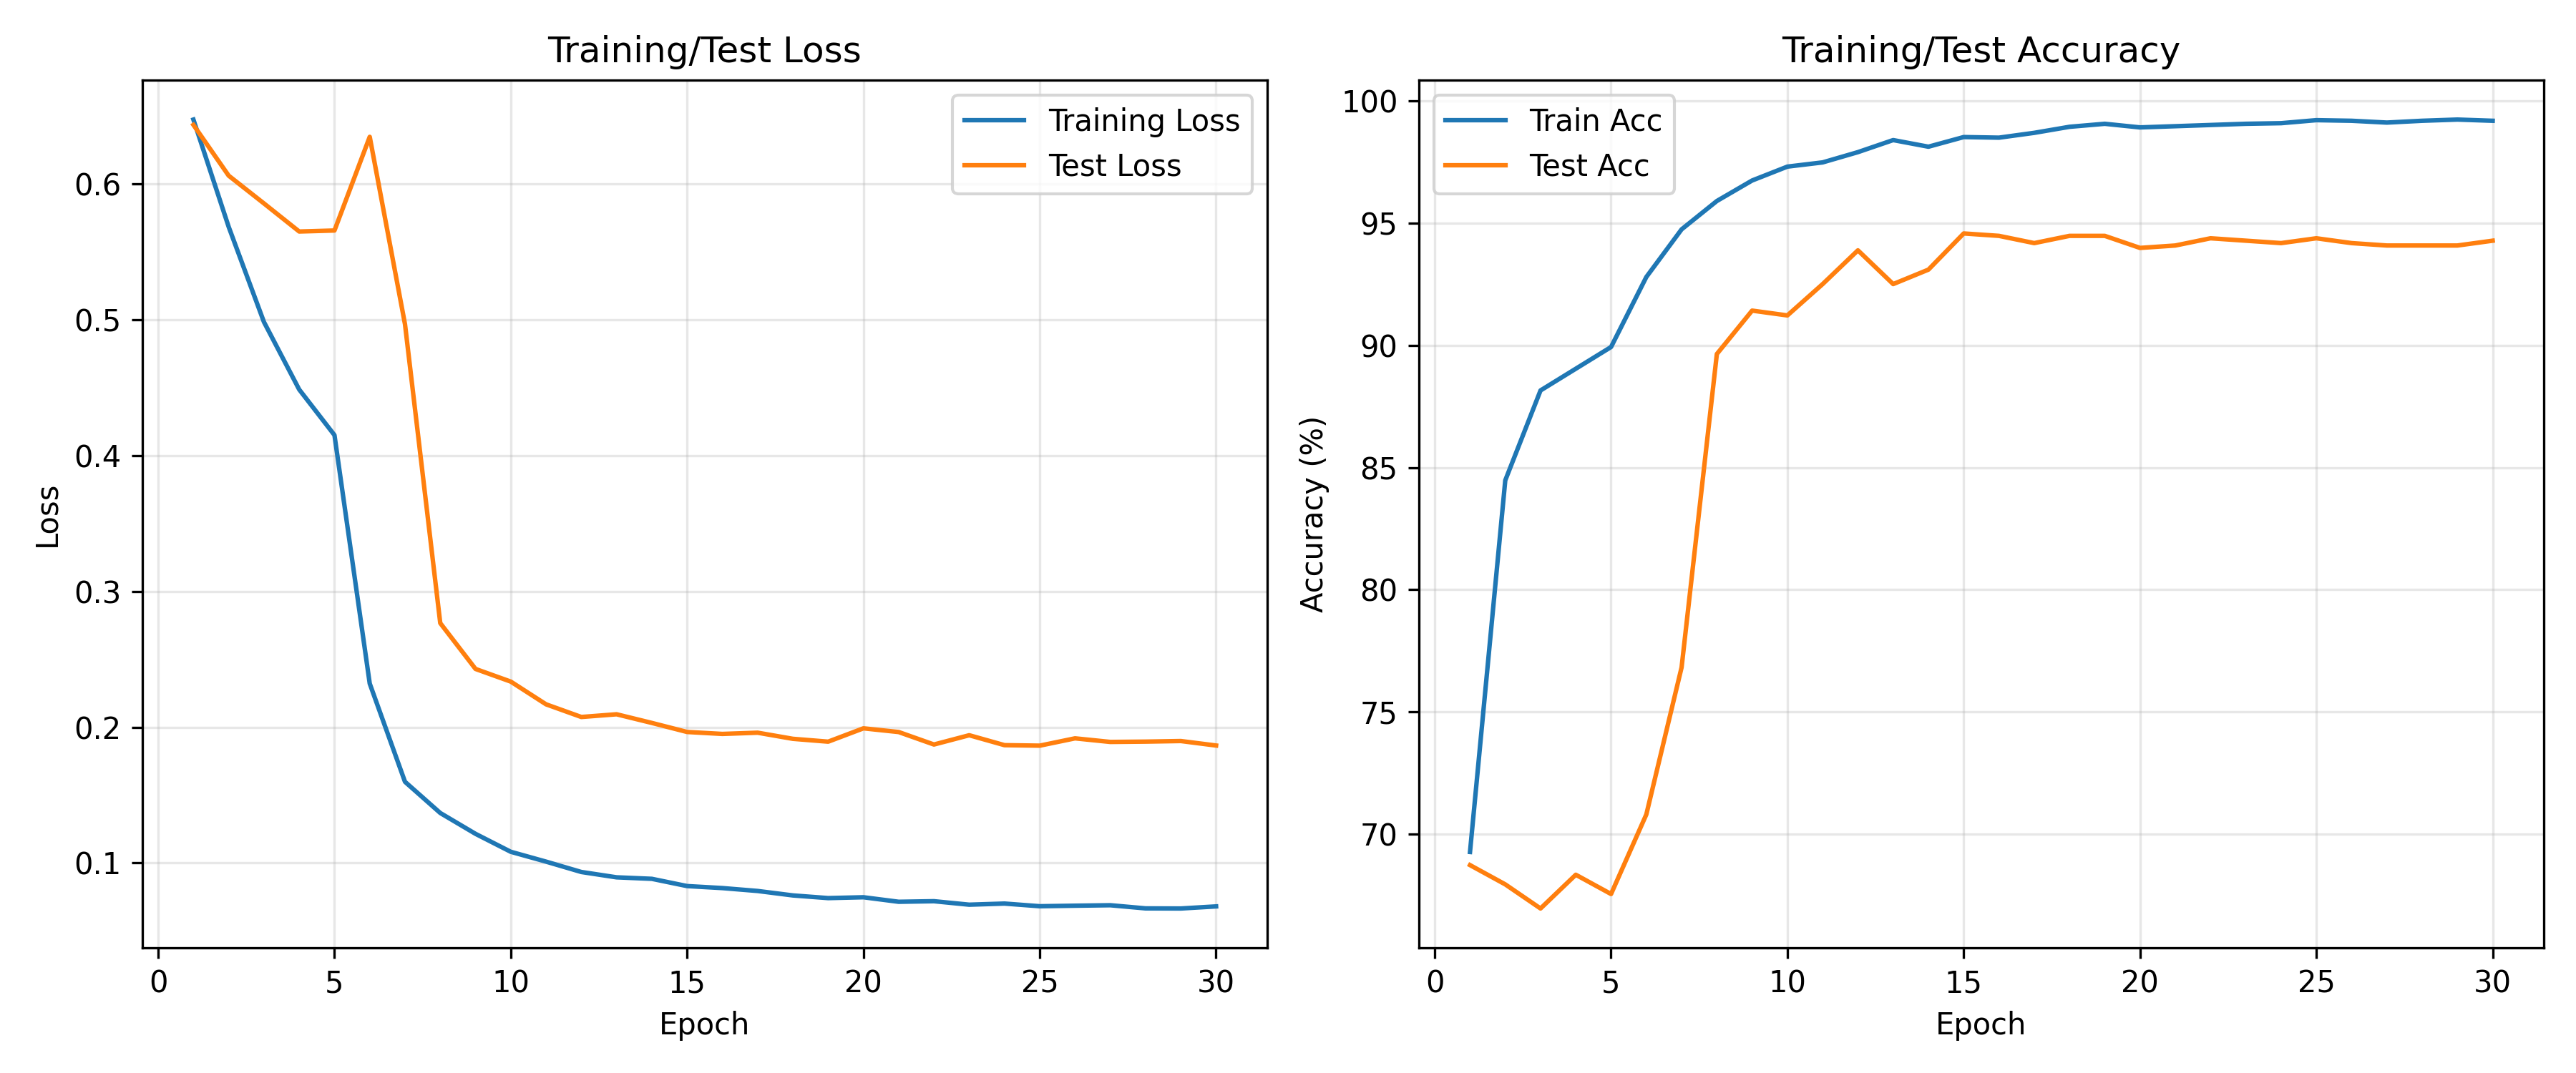 Training/Test Loss
Training Loss
Test Loss
0.6
0.5
0.4
0.3
0.2
0.1
Loss
0 5 10 15 20 25 30
Epoch
Training/Test Accuracy
Train Acc
Test Acc
100
95
90
85
80
75
70
Accuracy (%)
0 5 10 15 20 25 30
Epoch